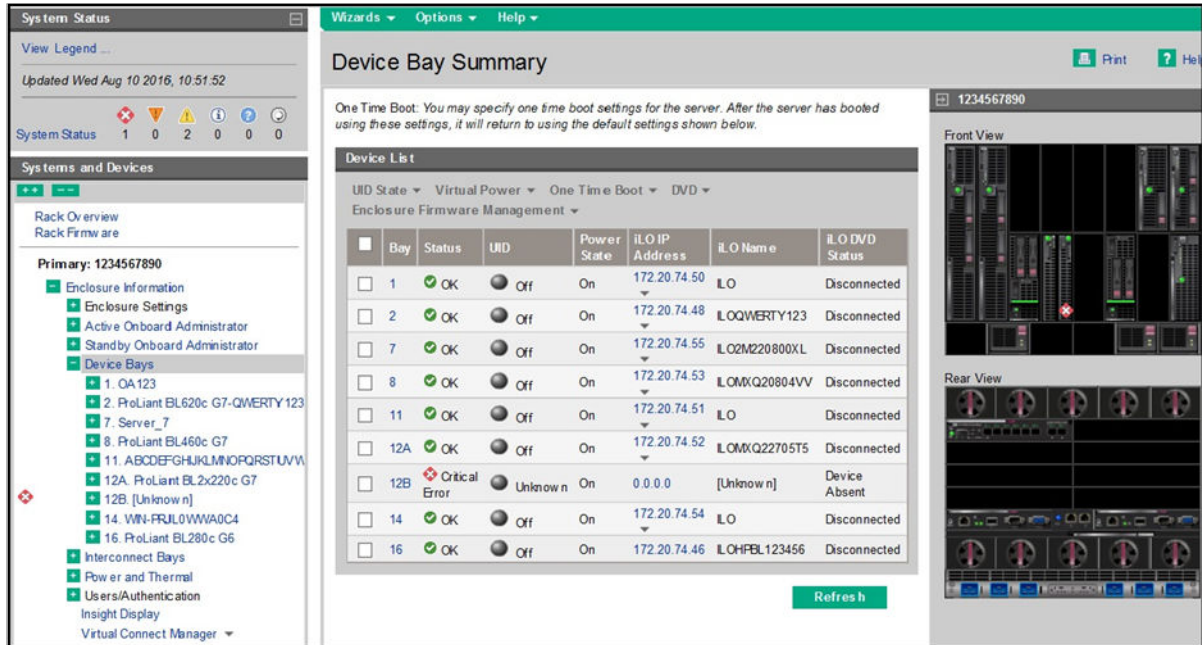 System Status
View Legend ...
Updated Wed Aug 10 2016, 10:51:52
System Status 1 0 2 0 0 0
Systems and Devices
Rack Overview
Rack Firmware
Primary: 1234567890
Enclosure Information
Enclosure Settings
Active Onboard Administrator
Standby Onboard Administrator
Device Bays
1. OA123
2. ProLiant BL620c G7-QWERTY123
7. Server_7
8. ProLiant BL460c G7
11. ABCDEFGHIJKLMNOPQRSTUVW
12A. ProLiant BL2x220c G7
12B. [Unknown]
14. WIN-PRJL0WWA0C4
16. ProLiant BL280c G6
Interconnect Bays
Power and Thermal
Users/Authentication
Insight Display
Virtual Connect Manager
Wizards Options Help
Device Bay Summary
Print
Hel
One Time Boot: You may specify one time boot settings for the server. After the server has booted
using these settings, it will return to using the default settings shown below.
Device List
UID State Virtual Power One Time Boot DVD
Enclosure Firmware Management
Bay Status UID Power State iLO IP Address iLO Name iLO DVD Status
1 OK Off On 172.20.74.50 ILO Disconnected
2 OK Off On 172.20.74.48 ILOQWERTY123 Disconnected
7 OK Off On 172.20.74.55 ILO2M220800XL Disconnected
8 OK Off On 172.20.74.53 ILOMXQ20804VV Disconnected
11 OK Off On 172.20.74.51 ILO Disconnected
12A OK Off On 172.20.74.52 ILOMXQ22705T5 Disconnected
12B Critical Error Unknown On 0.0.0.0 [Unknown] Device Absent
14 OK Off On 172.20.74.54 ILO Disconnected
16 OK Off On 172.20.74.46 ILOHPBL123456 Disconnected
Refresh
1234567890
Front View
Rear View